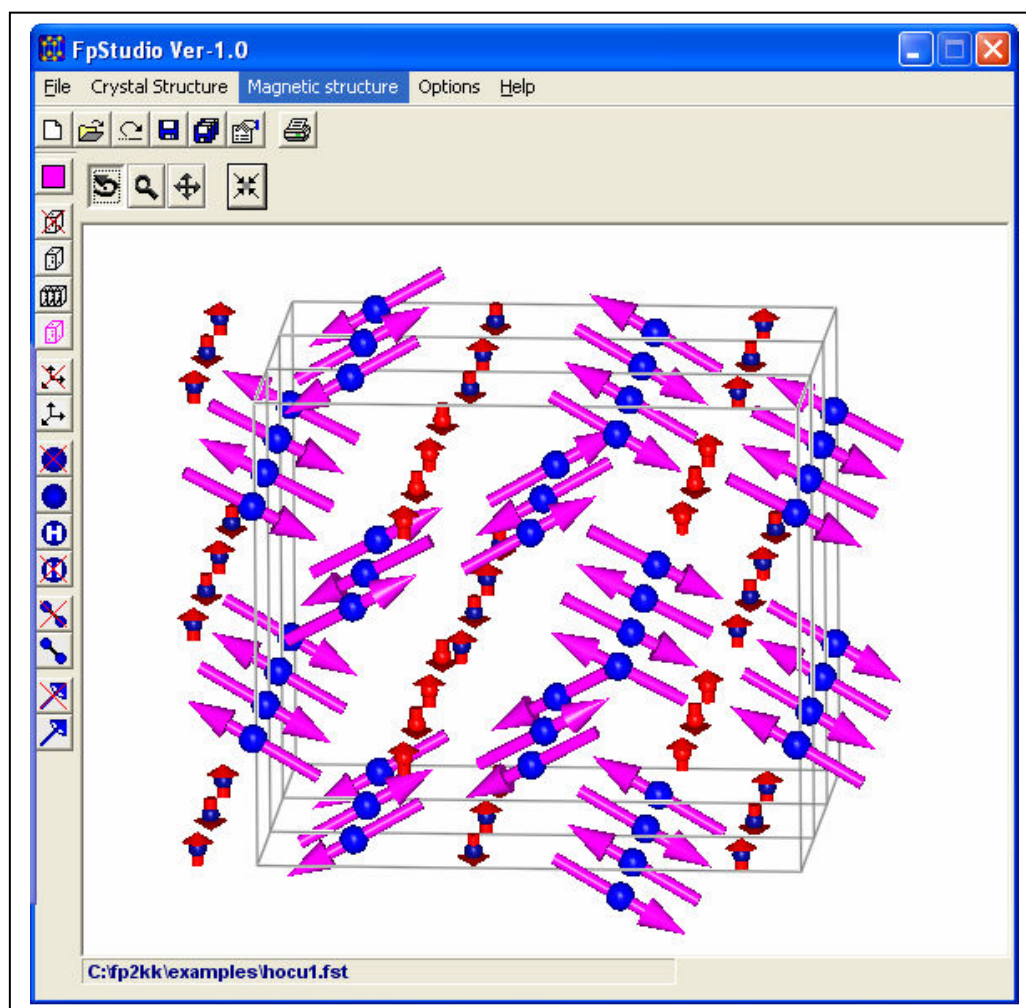 FpStudio Ver-1.0
File Crystal Structure Magnetic structure Options Help
H
H
C:\fp2kk\examples\hocu1.fst